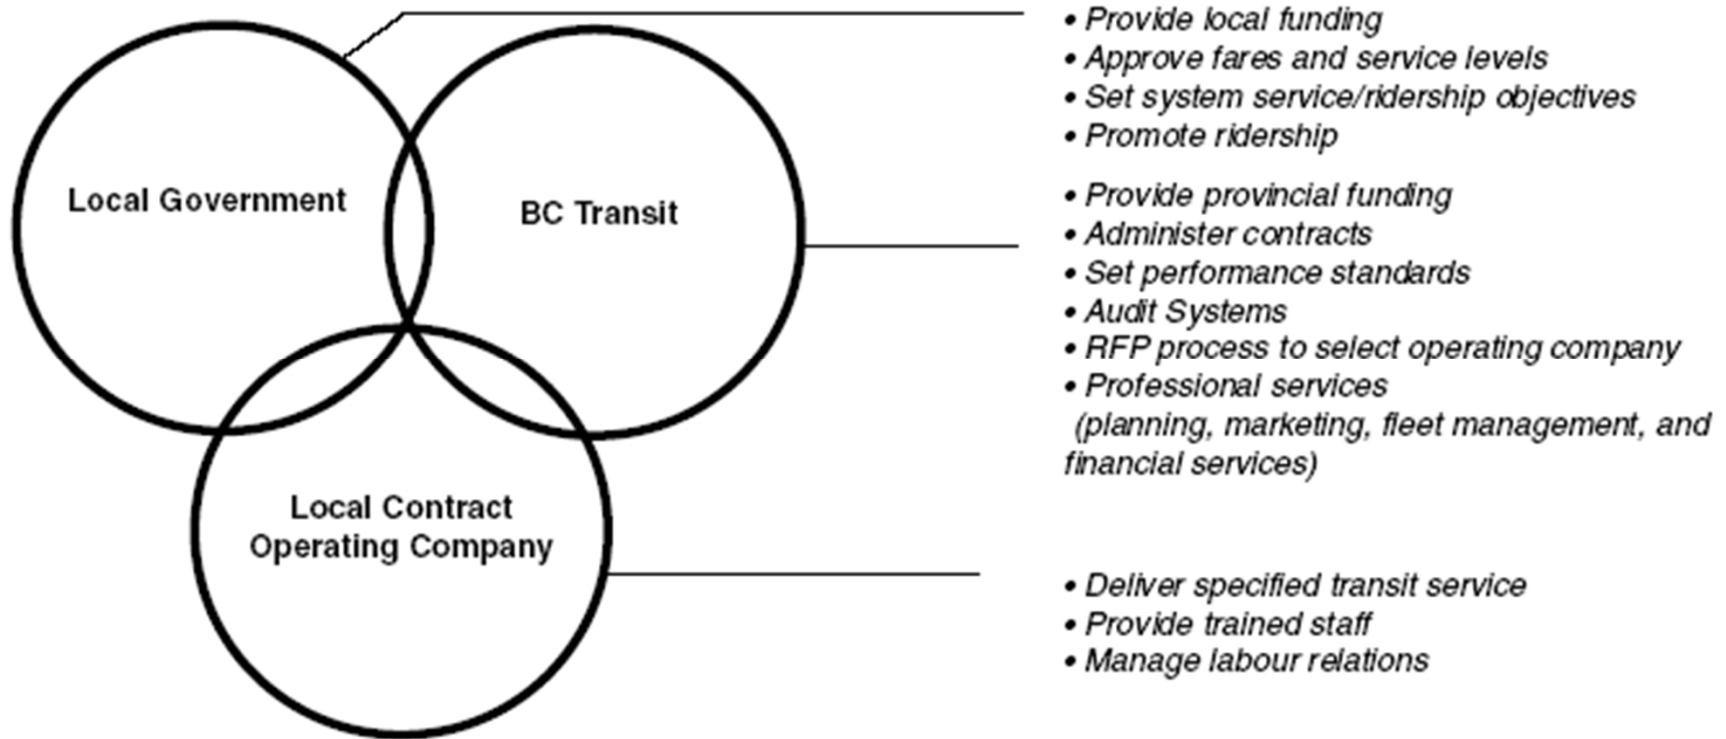 Local Government
BC Transit
Local Contract
Operating Company
• Provide local funding
• Approve fares and service levels
• Set system service/ridership objectives
• Promote ridership
• Provide provincial funding
• Administer contracts
• Set performance standards
• Audit Systems
• RFP process to select operating company
• Professional services
(planning, marketing, fleet management, and
financial services)
• Deliver specified transit service
• Provide trained staff
• Manage labour relations